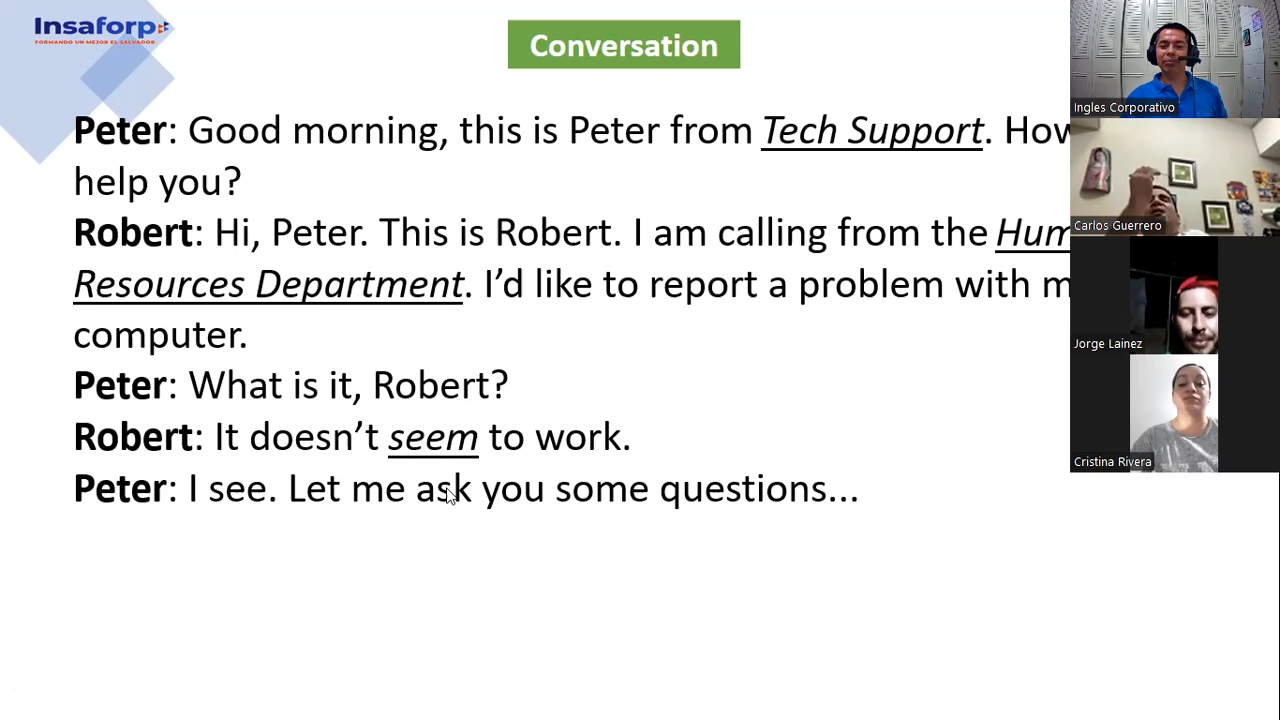 Insaforp
FORMANDO UN MEJOR EL SALVADOR
Conversation
Peter: Good morning, this is Peter from Tech Support. How
help you?
Robert: Hi, Peter. This is Robert. I am calling from the Hum
Resources Department. I’d like to report a problem with m
computer.
Peter: What is it, Robert?
Robert: It doesn’t seem to work.
Peter: I see. Let me ask you some questions...
Ingles Corporativo
Carlos Guerrero
Jorge Lainez
Cristina Rivera